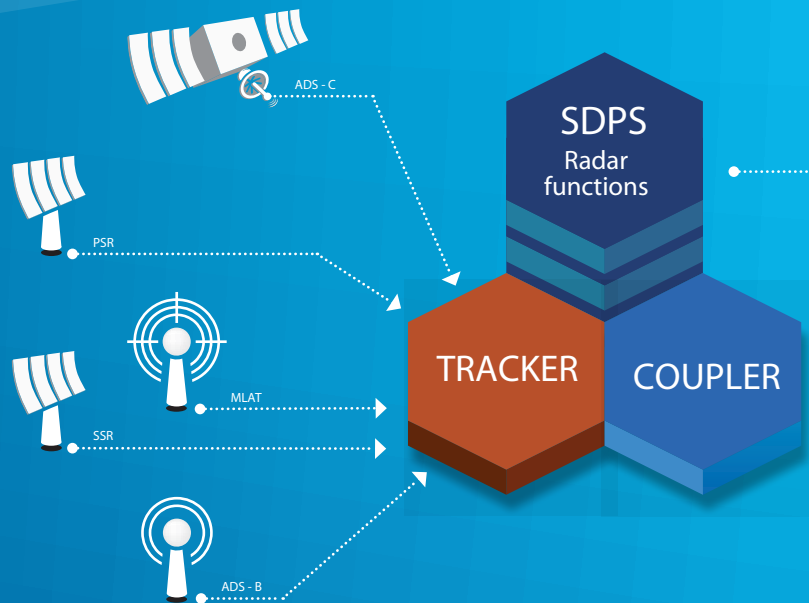 ADS - C
SDPS
Radar
functions
PSR
TRACKER
COUPLER
MLAT
SSR
ADS - B